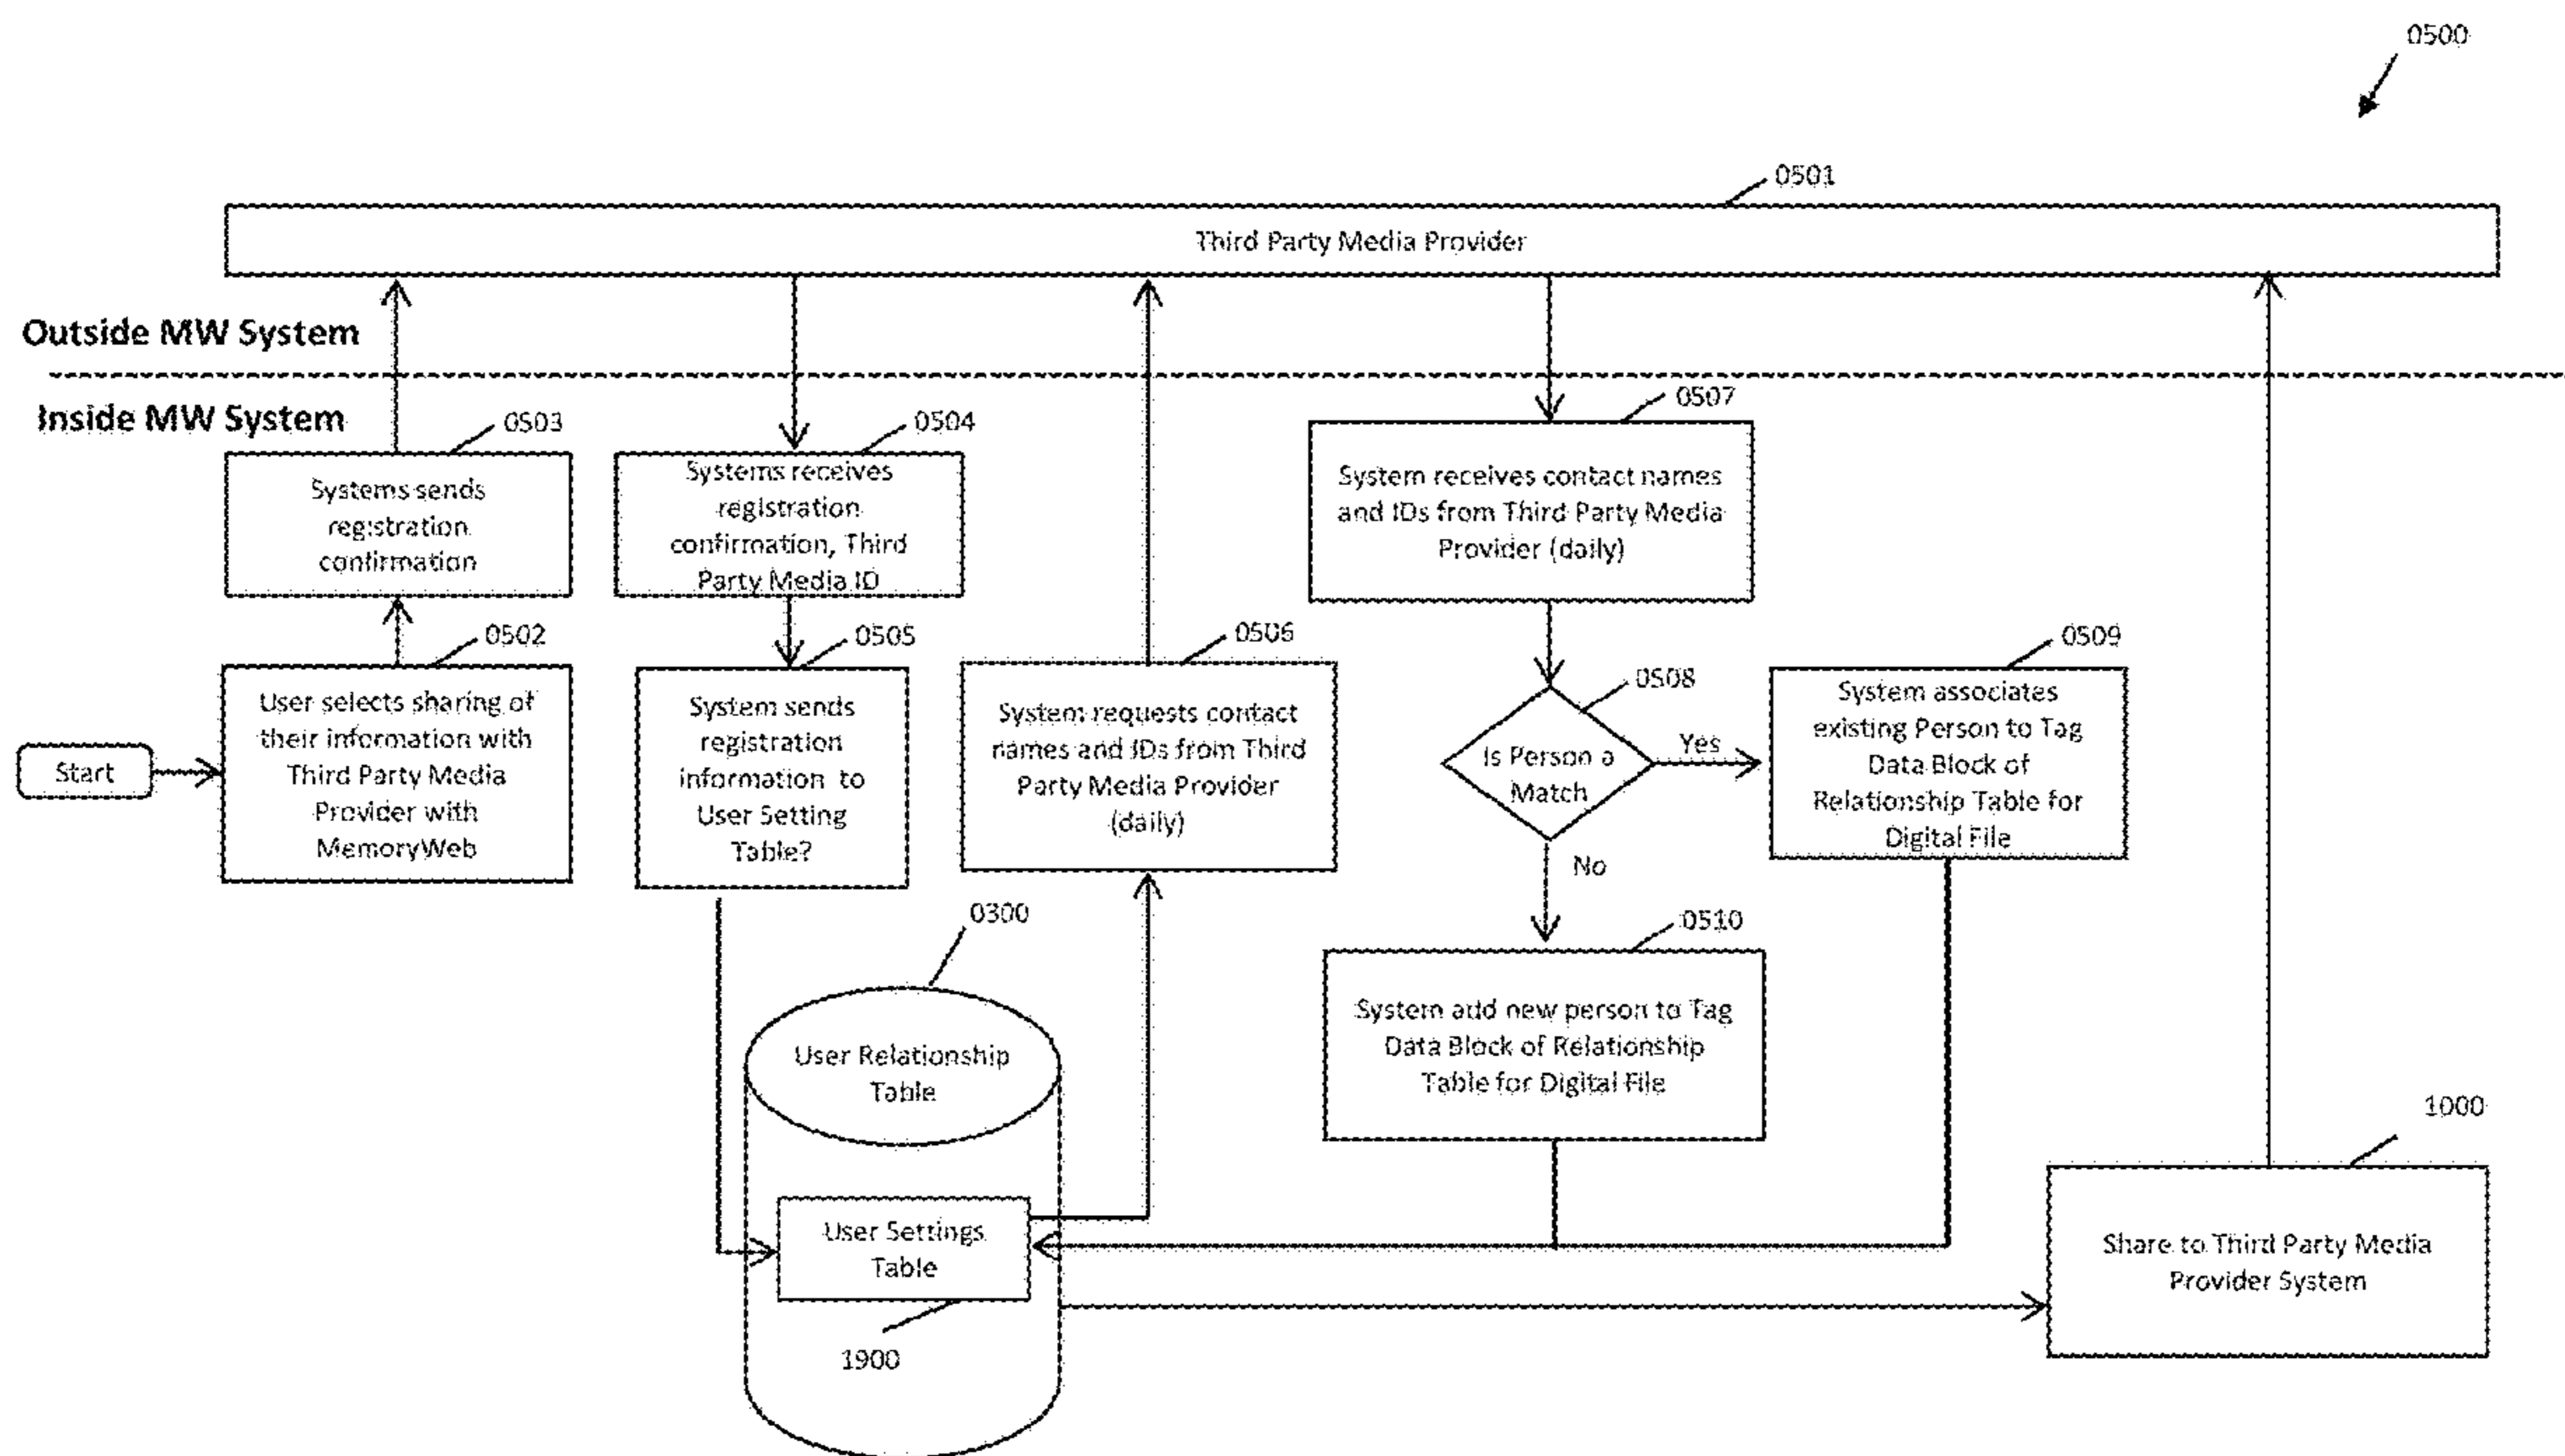 0500
0501
Third Party Media Provider
Outside MW System
Inside MW System
0503
Systems sends
registration
confirmation
0504
Systems receives
registration
confirmation, Third
Party Media ID
0507
System receives contact names
and IDs from Third Party Media
Provider (daily)
Start
0502
User selects sharing of
their information with
Third Party Media
Provider with
MemoryWeb
0505
System sends
registration
information to
User Setting
Table?
0506
System requests contact
names and IDs from Third
Party Media Provider
(daily)
0508
Is Person a
Match
Yes
No
0509
System associates
existing Person to Tag
Data Block of
Relationship Table for
Digital File
0510
System add new person to Tag
Data Block of Relationship
Table for Digital File
0300
User Relationship
Table
User Settings
Table
1900
1000
Share to Third Party Media
Provider System